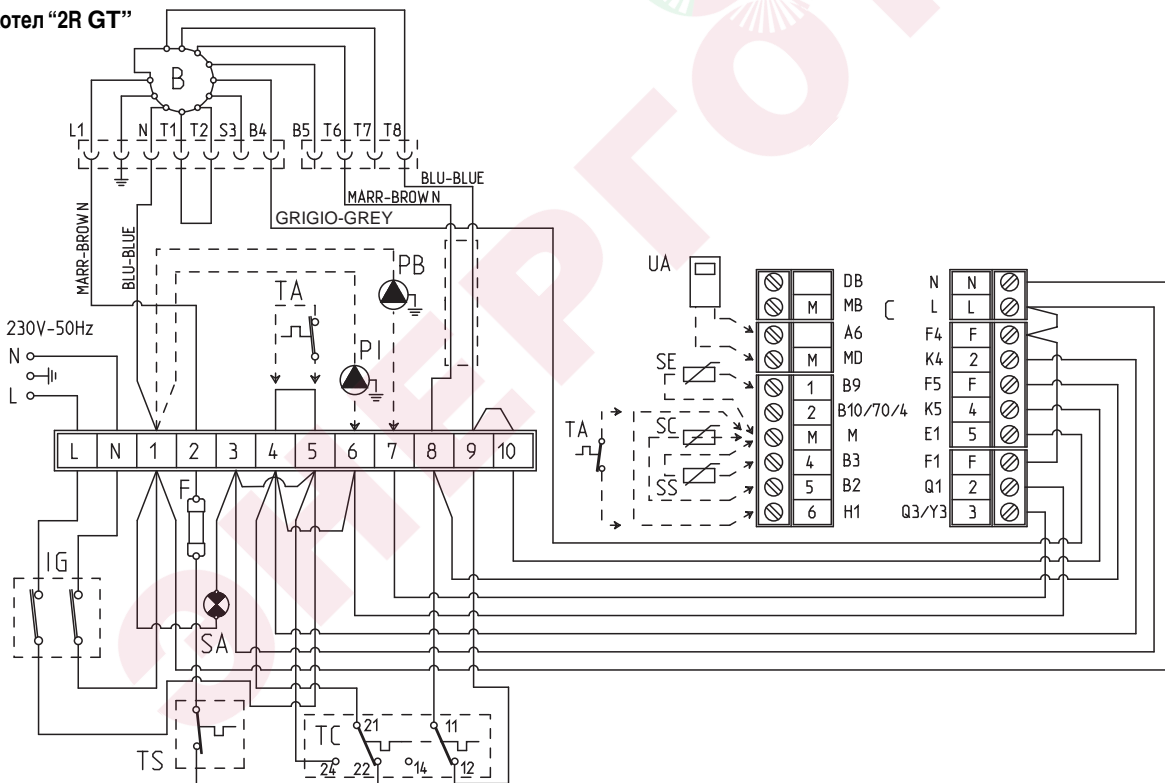 отел “2R GT”
B
L1 N T1 T2 S3 B4 B5 T6 T7 T8
BLU-BLUE
MARR-BROWN
GRIGIO-GREY
MARR-BROWN
BLU-BLUE
230V-50Hz
N
L
TA
PB
PI
UA
SE
SC
SS
TA
C
DB
M MB
A6
M MD
1 B9
2 B10/70/4
M M
4 B3
5 B2
6 H1
N N
L L
F4 F
K4 2
F5 F
K5 4
E1 5
F1 F
Q1 2
Q3/Y3 3
L N 1 2 3 4 5 6 7 8 9 10
F
IG
SA
TS
TC
21 11
24 22 14 12
ЭНЕРГО